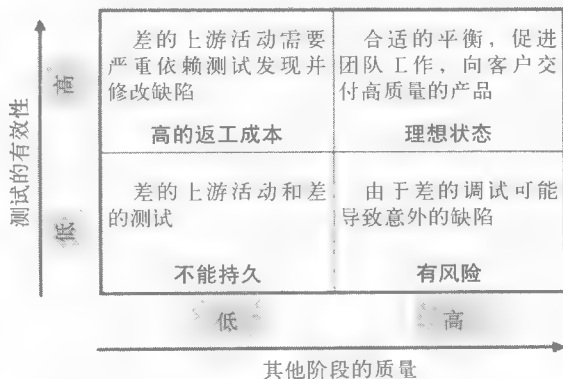 测试的有效性
高
差的上游活动需要
严重依赖测试发现并
修改缺陷
高的返工成本
合适的平衡，促进
团队工作，向客户交
付高质量的产品
理想状态
低
差的上游活动和差
的测试
不能持久
由于差的调试可能
导致意外的缺陷
有风险
低
高
其他阶段的质量